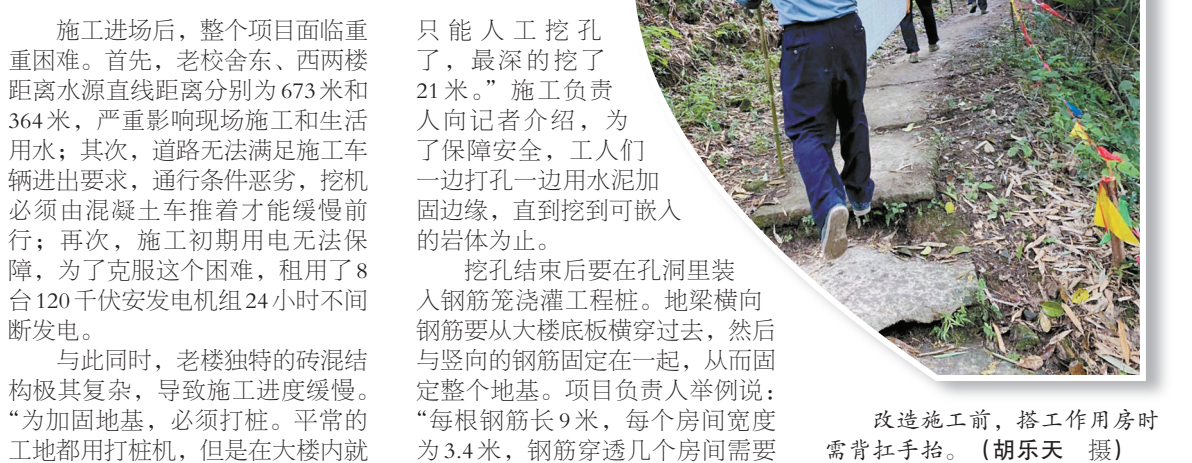 施工进场后，整个项目面临重
重困难。首先，老校舍东、西两楼
距离水源直线距离分别为673米和
364米，严重影响现场施工和生活
用水；其次，道路无法满足施工车
辆进出要求，通行条件恶劣，挖机
必须由混凝土车推着才能缓慢前
行；再次，施工初期用电无法保
障，为了克服这个困难，租用了8
台120千伏安发电机组24小时不间
断发电。
与此同时，老楼独特的砖混结
构极其复杂，导致施工进度缓慢。
“为加固地基，必须打桩。平常的
工地都用打桩机，但是在大楼内就
只能人工挖孔
了，最深的挖了
21米。”施工负责
人向记者介绍，为
了保障安全，工人们
一边打孔一边用水泥加
固边缘，直到挖到可嵌入
的岩体为止。
挖孔结束后要在孔洞里装
入钢筋笼浇灌工程桩。地梁横向
钢筋要从大楼底板横穿过去，然后
与竖向的钢筋固定在一起，从而固
定整个地基。项目负责人举例说：
“每根钢筋长9米，每个房间宽度
为3.4米，钢筋穿透几个房间需要
改造施工前，搭工作用房时
需背扛手抬。（胡乐天 摄）